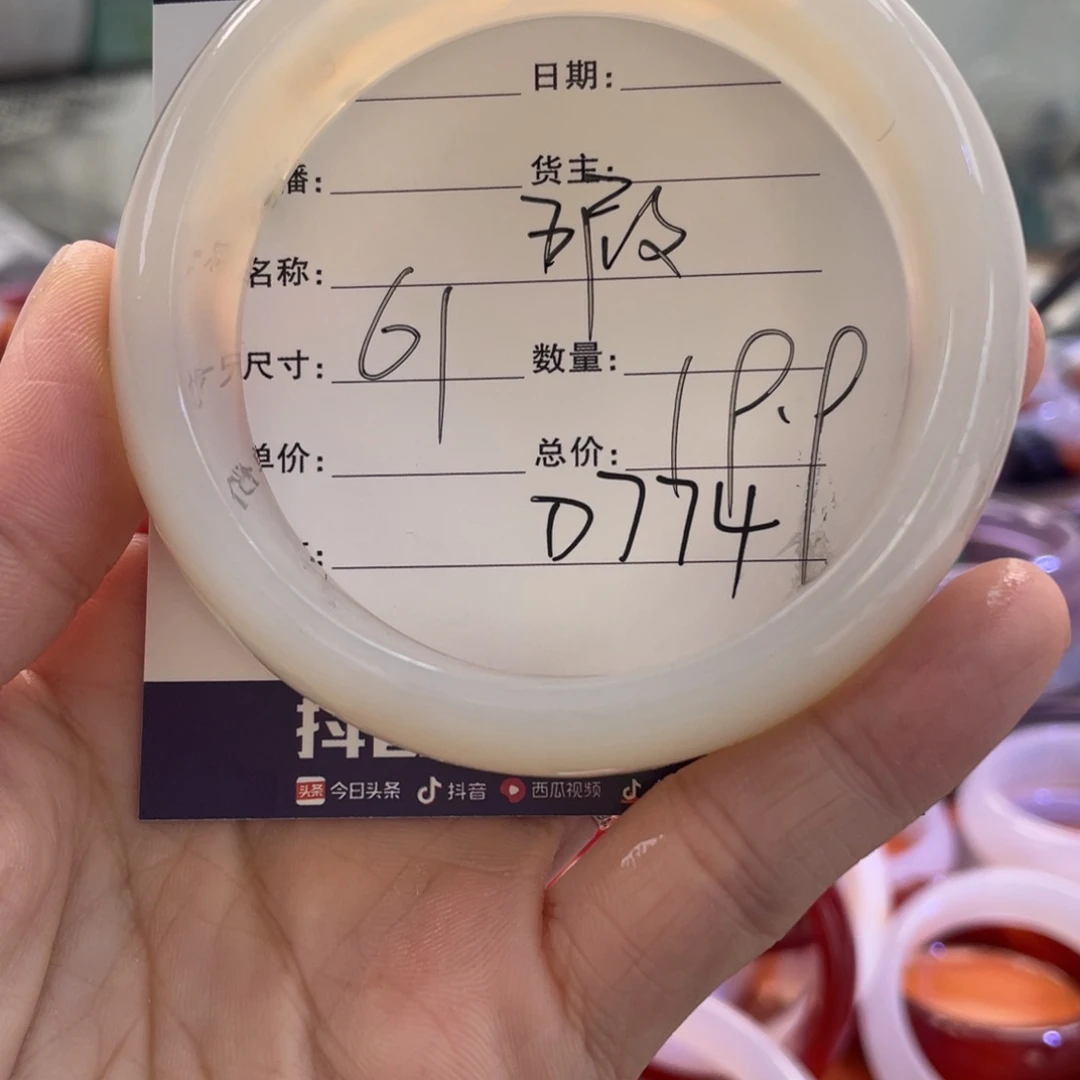 日期:
播: 货主:
名称:
尺寸: 61 数量:
单价: 总价:
0774
抖音
今日头条 抖音 西瓜视频